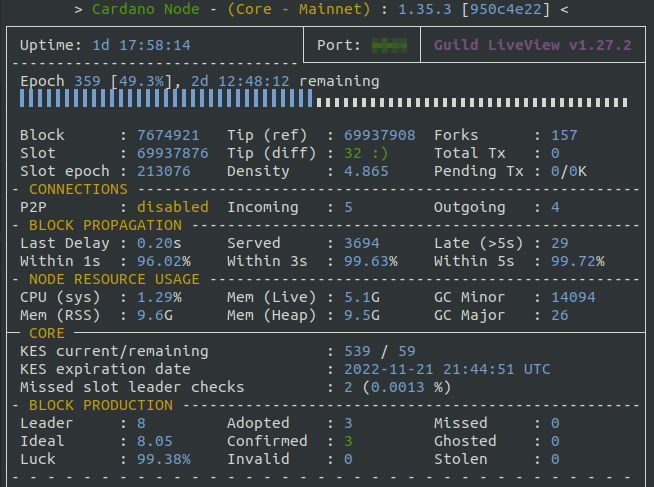 > Cardano Node - (Core - Mainnet) : 1.35.3 [950c4e22] <
Uptime: 1d 17:58:14 Port: Guild LiveView v1.27.2
Epoch 359 [49.3%], 2d 12:48:12 remaining
Block : 7674921 Tip (ref) : 69937908 Forks : 157
Slot : 69937876 Tip (diff) : 32 :) Total Tx : 0
Slot epoch : 213076 Density : 4.865 Pending Tx : 0/0K
- CONNECTIONS
P2P : disabled Incoming : 5 Outgoing : 4
- BLOCK PROPAGATION
Last Delay : 0.20s Served : 3694 Late (>5s) : 29
Within 1s : 96.02% Within 3s : 99.63% Within 5s : 99.72%
- NODE RESOURCE USAGE
CPU (sys) : 1.29% Mem (Live) : 5.1G GC Minor : 14094
Mem (RSS) : 9.6G Mem (Heap) : 9.5G GC Major : 26
CORE
KES current/remaining : 539 / 59
KES expiration date : 2022-11-21 21:44:51 UTC
Missed slot leader checks : 2 (0.0013 %)
- BLOCK PRODUCTION
Leader : 8 Adopted : 3 Missed : 0
Ideal : 8.05 Confirmed : 3 Ghosted : 0
Luck : 99.38% Invalid : 0 Stolen : 0